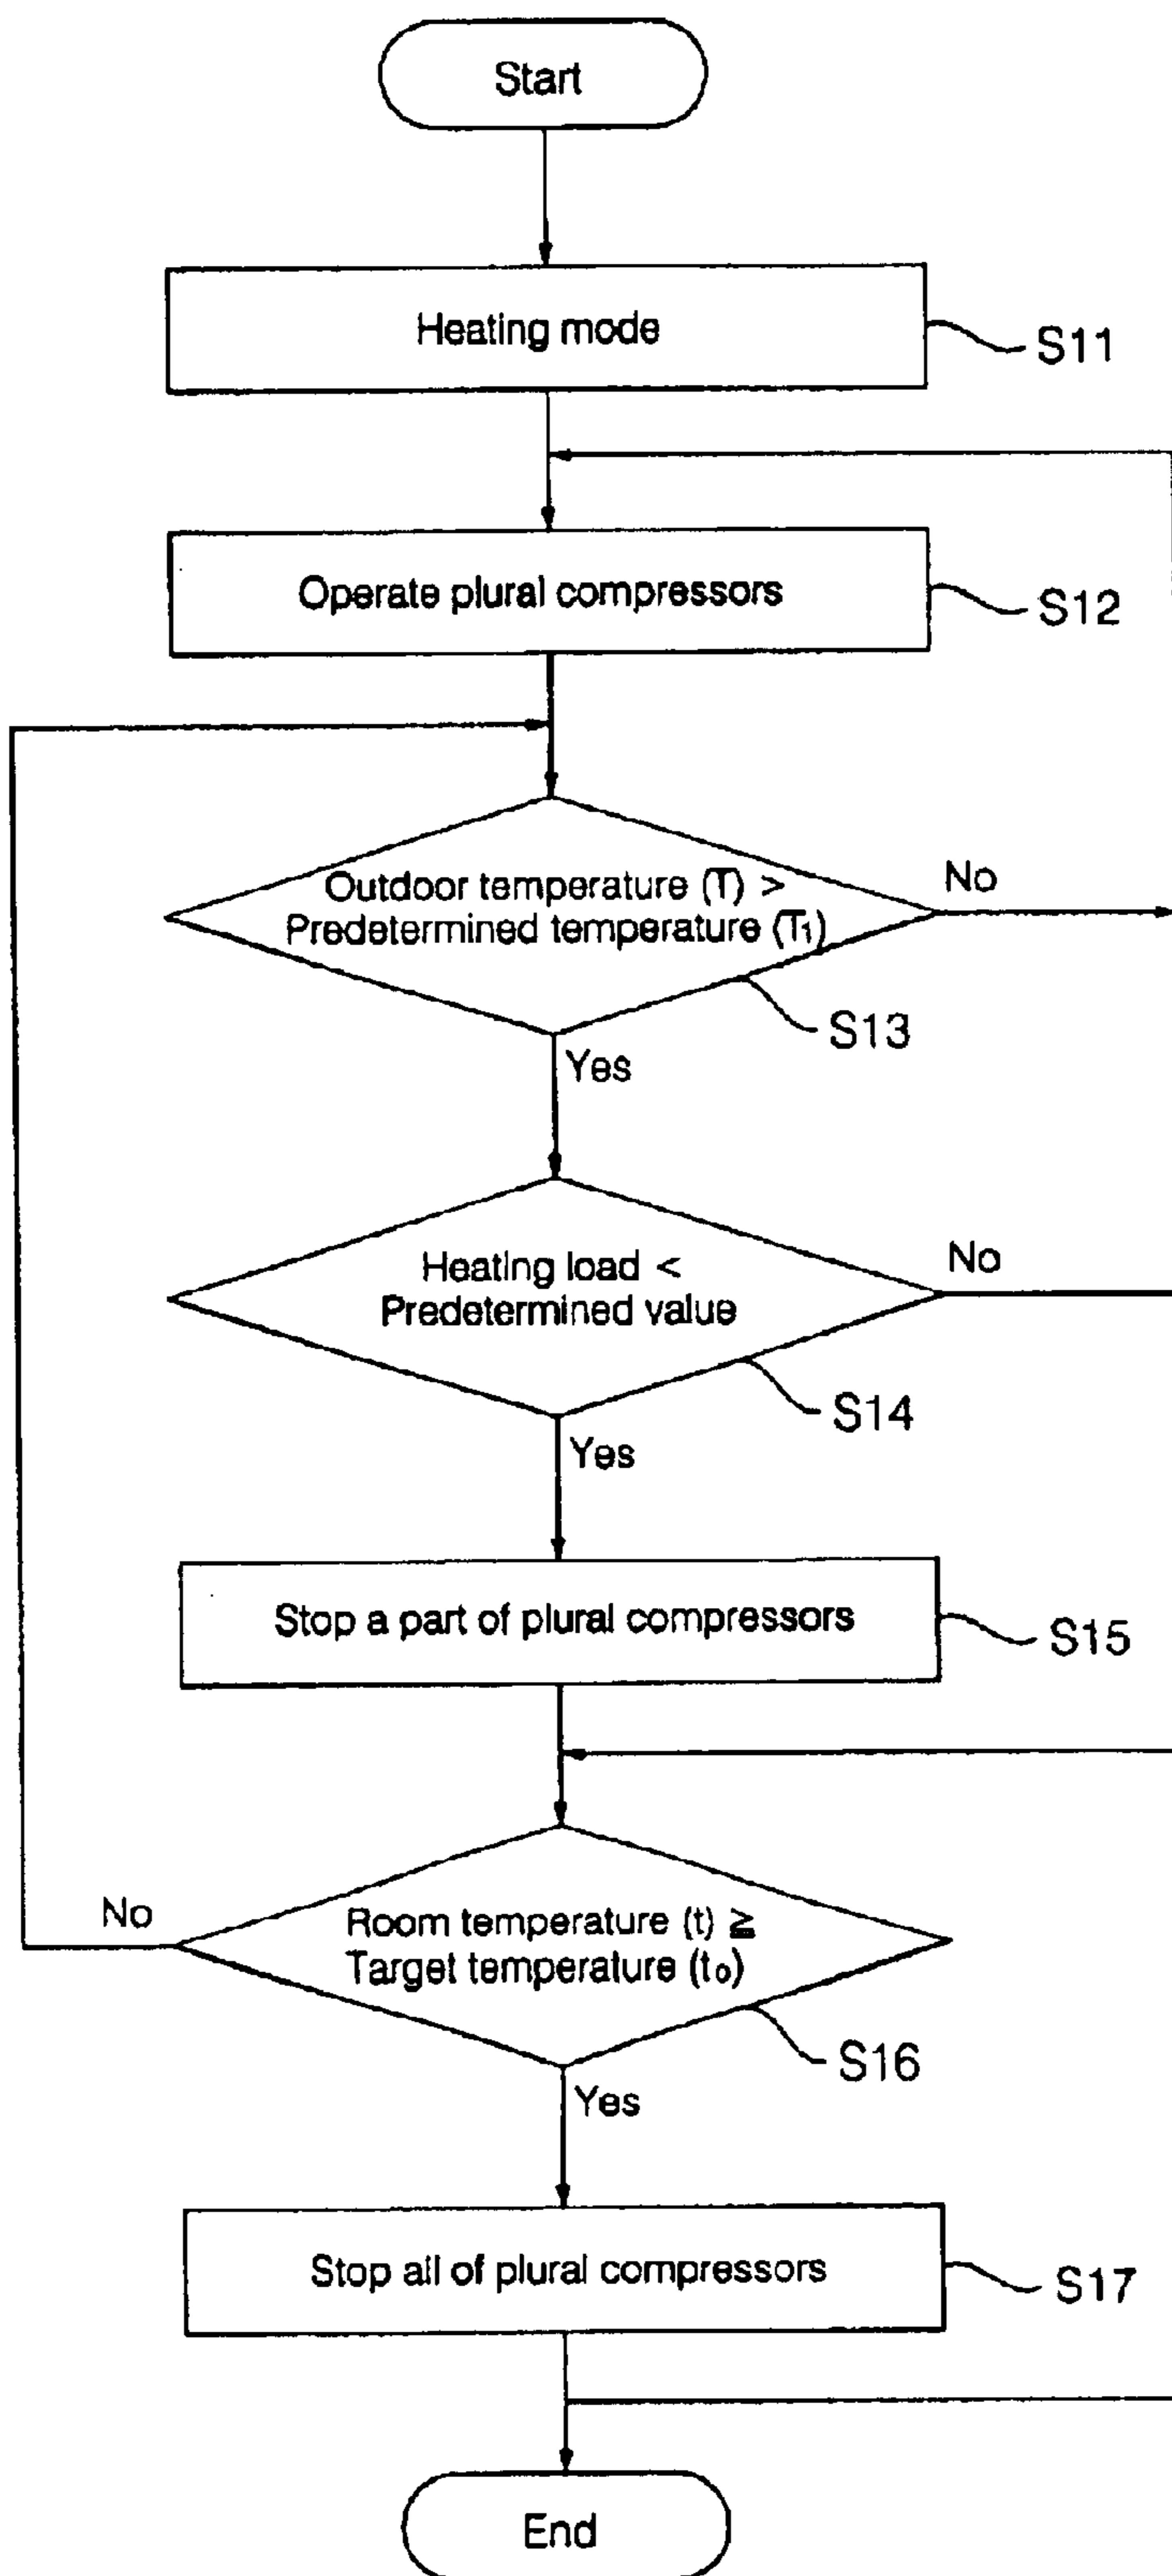 Start
Heating mode
S11
Operate plural compressors
S12
Outdoor temperature (T) >
Predetermined temperature (T₁)
No
S13
Yes
Heating load <
Predetermined value
No
S14
Yes
Stop a part of plural compressors
S15
No
Room temperature (t) ≧
Target temperature (t₀)
S16
Yes
Stop all of plural compressors
S17
End